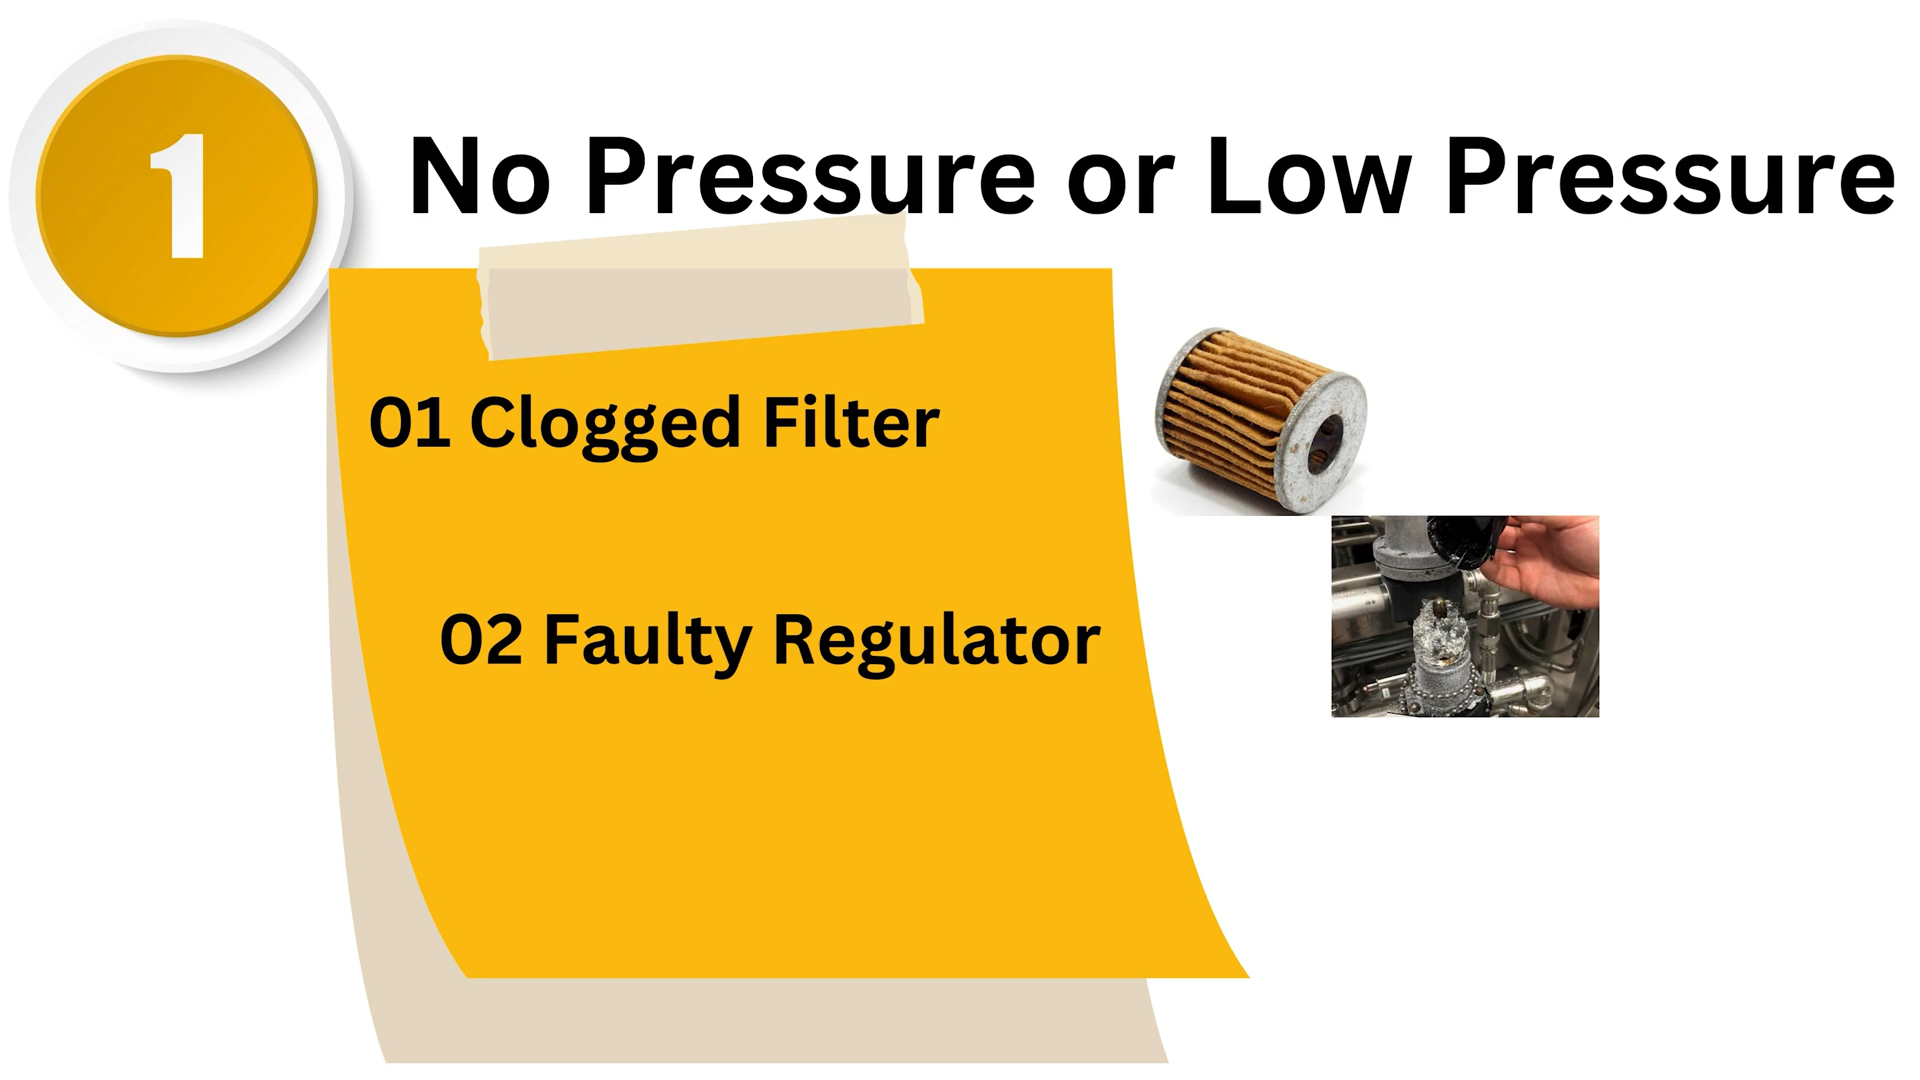 1
No Pressure or Low Pressure
01 Clogged Filter
02 Faulty Regulator